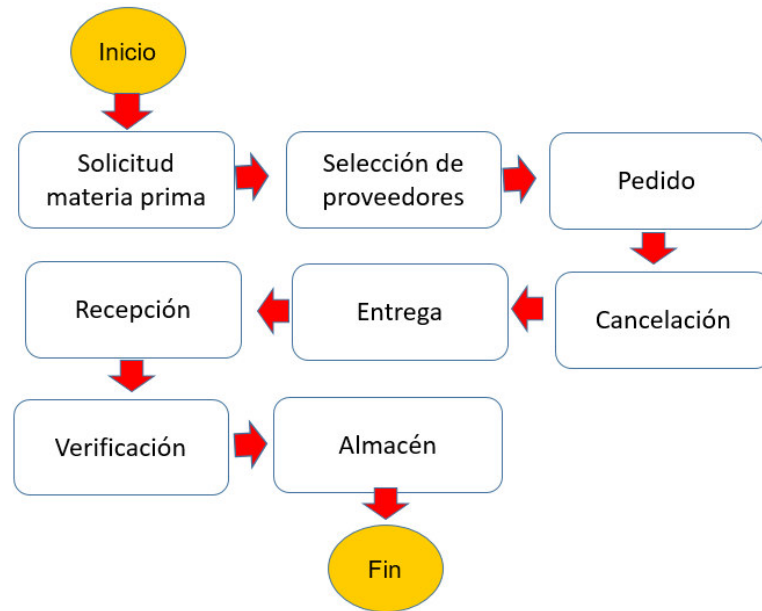 Inicio
Solicitud
materia prima
Selección de
proveedores
Pedido
Cancelación
Entrega
Recepción
Verificación
Almacén
Fin